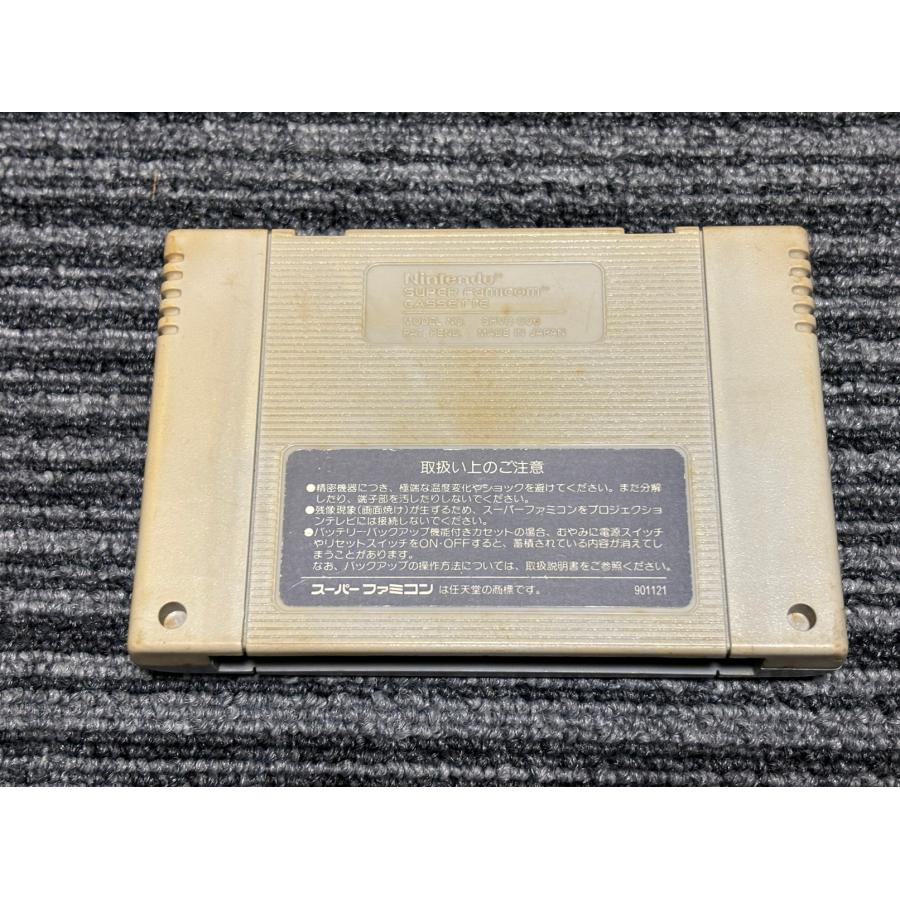 Nintendo™
SUPER Famicom™
CASSETTE
MODEL NO. SHVC-006
PAT.PEND. MADE IN JAPAN
取扱い上のご注意
●精密機器につき、極端な温度変化やショックを避けてください。また分解
したり、端子部を汚したりしないでください。
●残像現象(画面焼け)が生ずるため、スーパーファミコンをプロジェクショ
ンテレビには接続しないでください。
●バッテリーバックアップ機能付きカセットの場合、むやみに電源スイッチ
やリセットスイッチをON・OFFすると、蓄積されている内容が消えてし
まうことがあります。
なお、バックアップの操作方法については、取扱説明書をご参照ください。
スーパーファミコン は任天堂の商標です。 901121